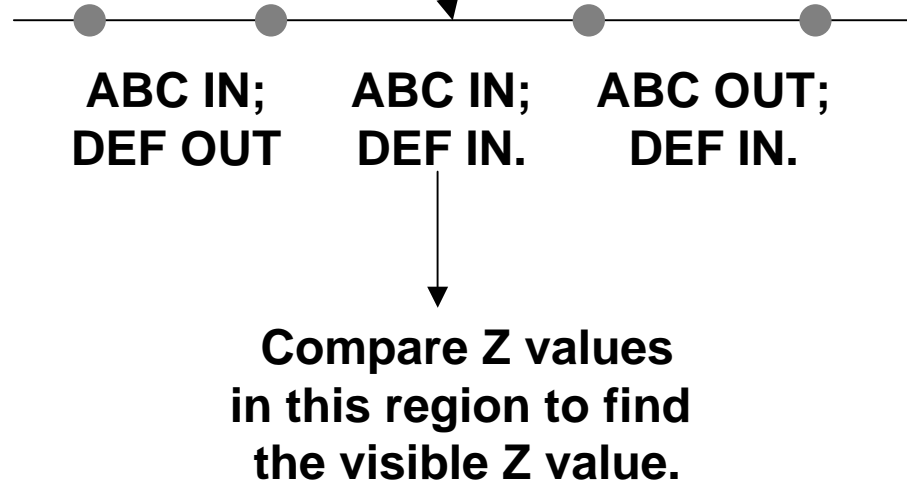 ABC IN; ABC IN; ABC OUT;
DEF OUT DEF IN. DEF IN.
Compare Z values
in this region to find
the visible Z value.